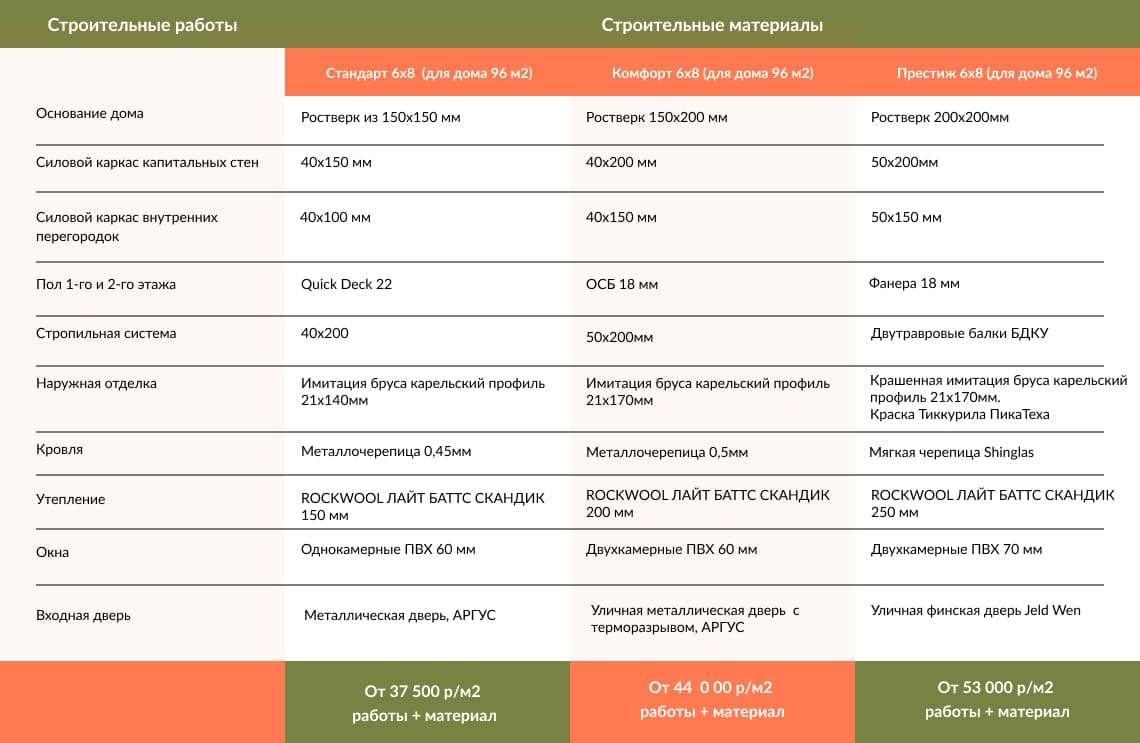 Строительные работы
Строительные материалы
Стандарт 6х8 (для дома 96 м2)
Комфорт 6х8 (для дома 96 м2)
Престиж 6х8 (для дома 96 м2)
Основание дома
Ростверк из 150х150 мм
Ростверк 150х200 мм
Ростверк 200х200мм
Силовой каркас капитальных стен
40х150 мм
40х200 мм
50х200мм
Силовой каркас внутренних
перегородок
40х100 мм
40х150 мм
50х150 мм
Пол 1-го и 2-го этажа
Quick Deck 22
ОСБ 18 мм
Фанера 18 мм
Стропильная система
40х200
50х200мм
Двутравровые балки БДКУ
Наружная отделка
Имитация бруса карельский профиль
21х140мм
Имитация бруса карельский профиль
21х170мм
Крашенная имитация бруса карельский
профиль 21х170мм.
Краска Тиккурила ПикаТеха
Кровля
Металлочерепица 0,45мм
Металлочерепица 0,5мм
Мягкая черепица Shinglas
Утепление
ROCKWOOL ЛАЙТ БАТТС СКАНДИК
150 мм
ROCKWOOL ЛАЙТ БАТТС СКАНДИК
200 мм
ROCKWOOL ЛАЙТ БАТТС СКАНДИК
250 мм
Окна
Однокамерные ПВХ 60 мм
Двухкамерные ПВХ 60 мм
Двухкамерные ПВХ 70 мм
Входная дверь
Металлическая дверь, АРГУС
Уличная металлическая дверь с
терморазрывом, АРГУС
Уличная финская дверь Jeld Wen
От 37 500 р/м2
работы + материал
От 44 0 00 р/м2
работы + материал
От 53 000 р/м2
работы + материал